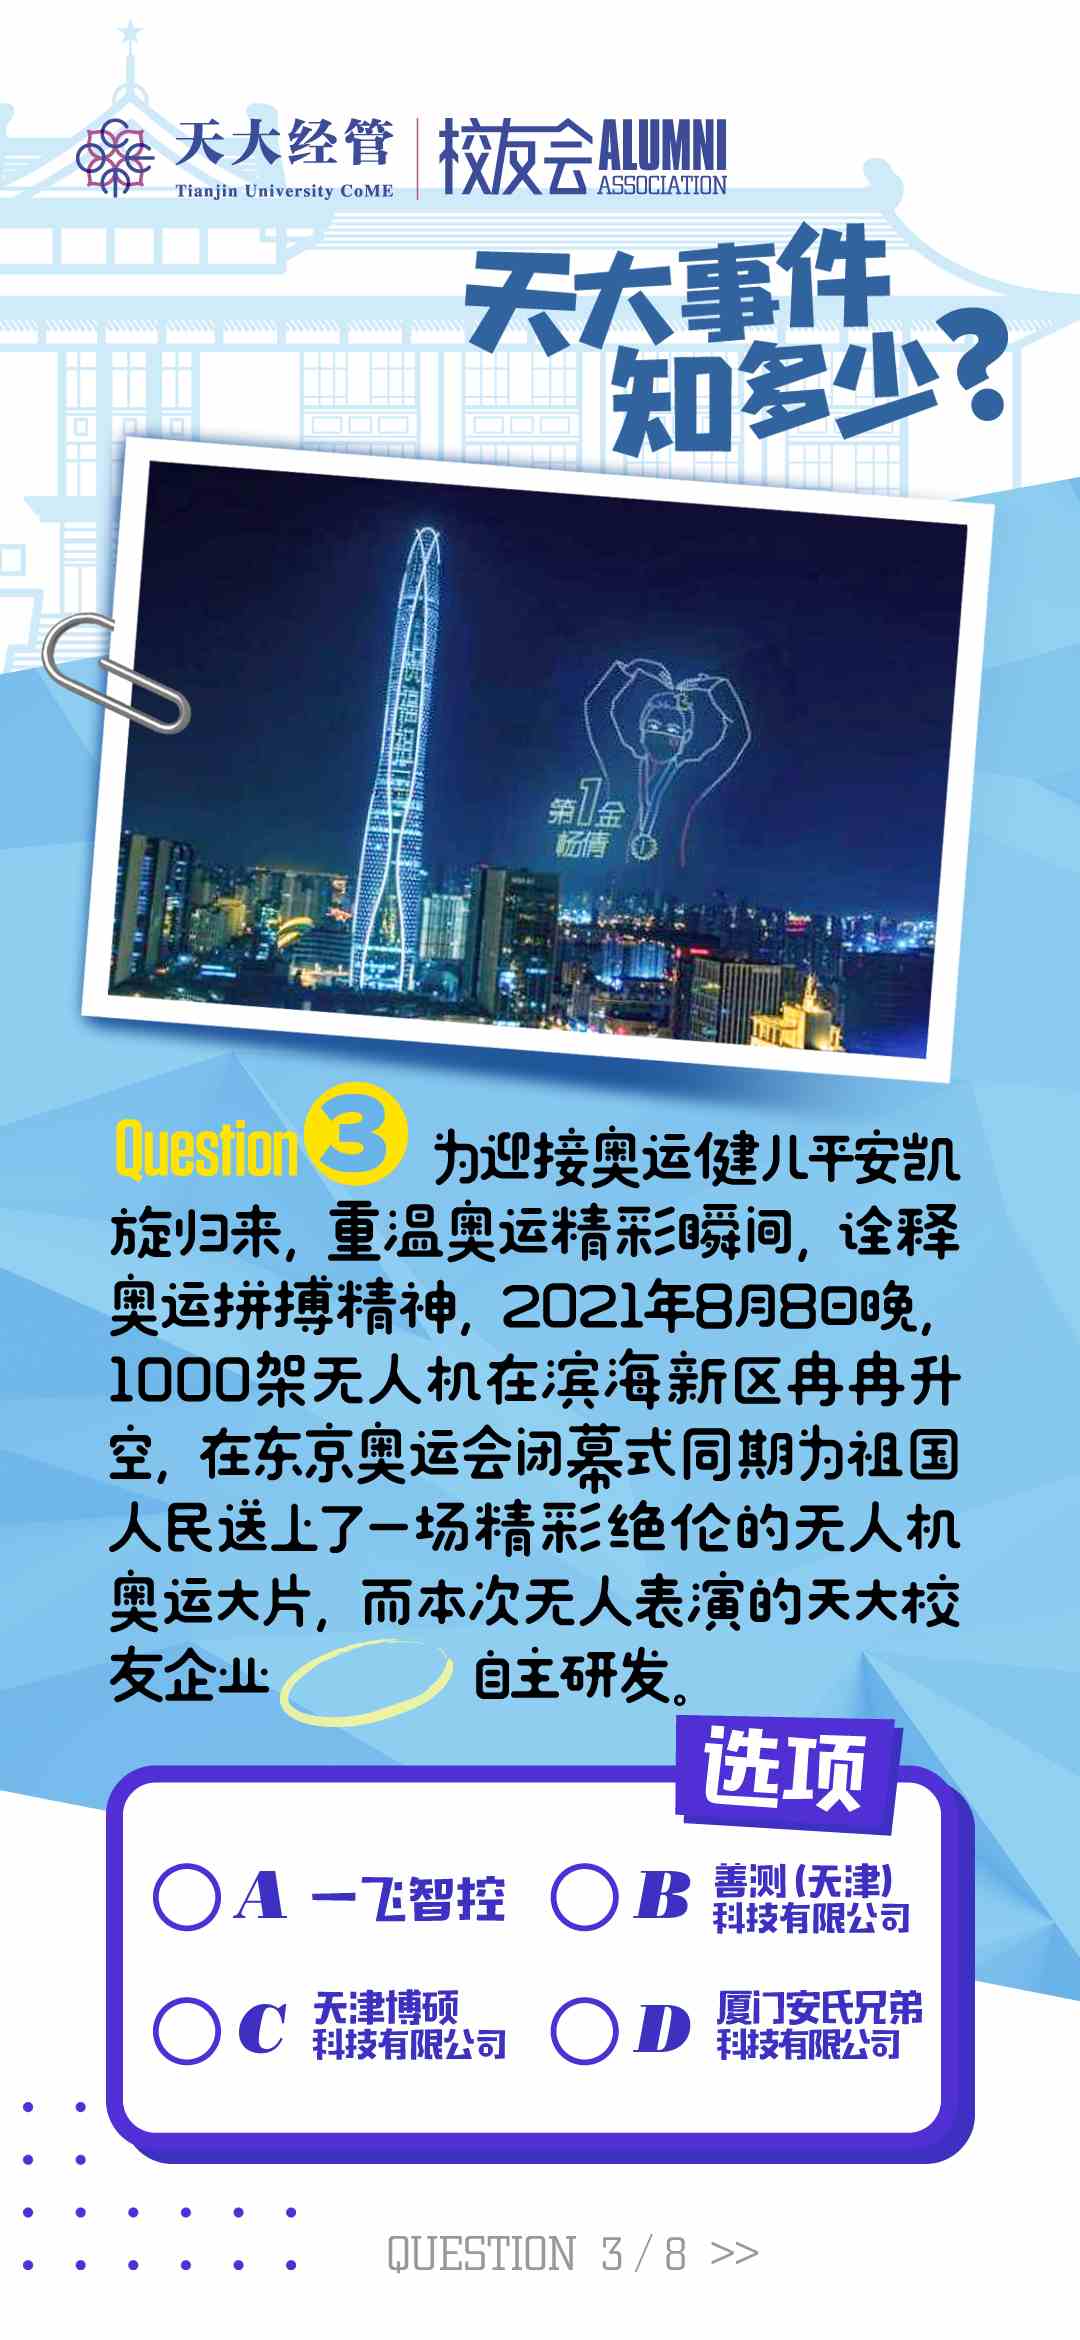 天大经管
Tianjin University CoME
校友会 ALUMNI ASSOCIATION
天大事件
知多少?
第1金
杨倩
Question 3 为迎接奥运健儿平安凯
旋归来, 重温奥运精彩瞬间, 诠释
奥运拼搏精神, 2021年8月8日晚,
1000架无人机在滨海新区冉冉升
空, 在东京奥运会闭幕式同期为祖国
人民送上了一场精彩绝伦的无人机
奥运大片, 而本次无人表演的天大校
友企业 自主研发。
选项
A 一飞智控
B 善测(天津)
科技有限公司
C 天津博硕
科技有限公司
D 厦门安氏兄弟
科技有限公司
QUESTION 3 / 8 >>